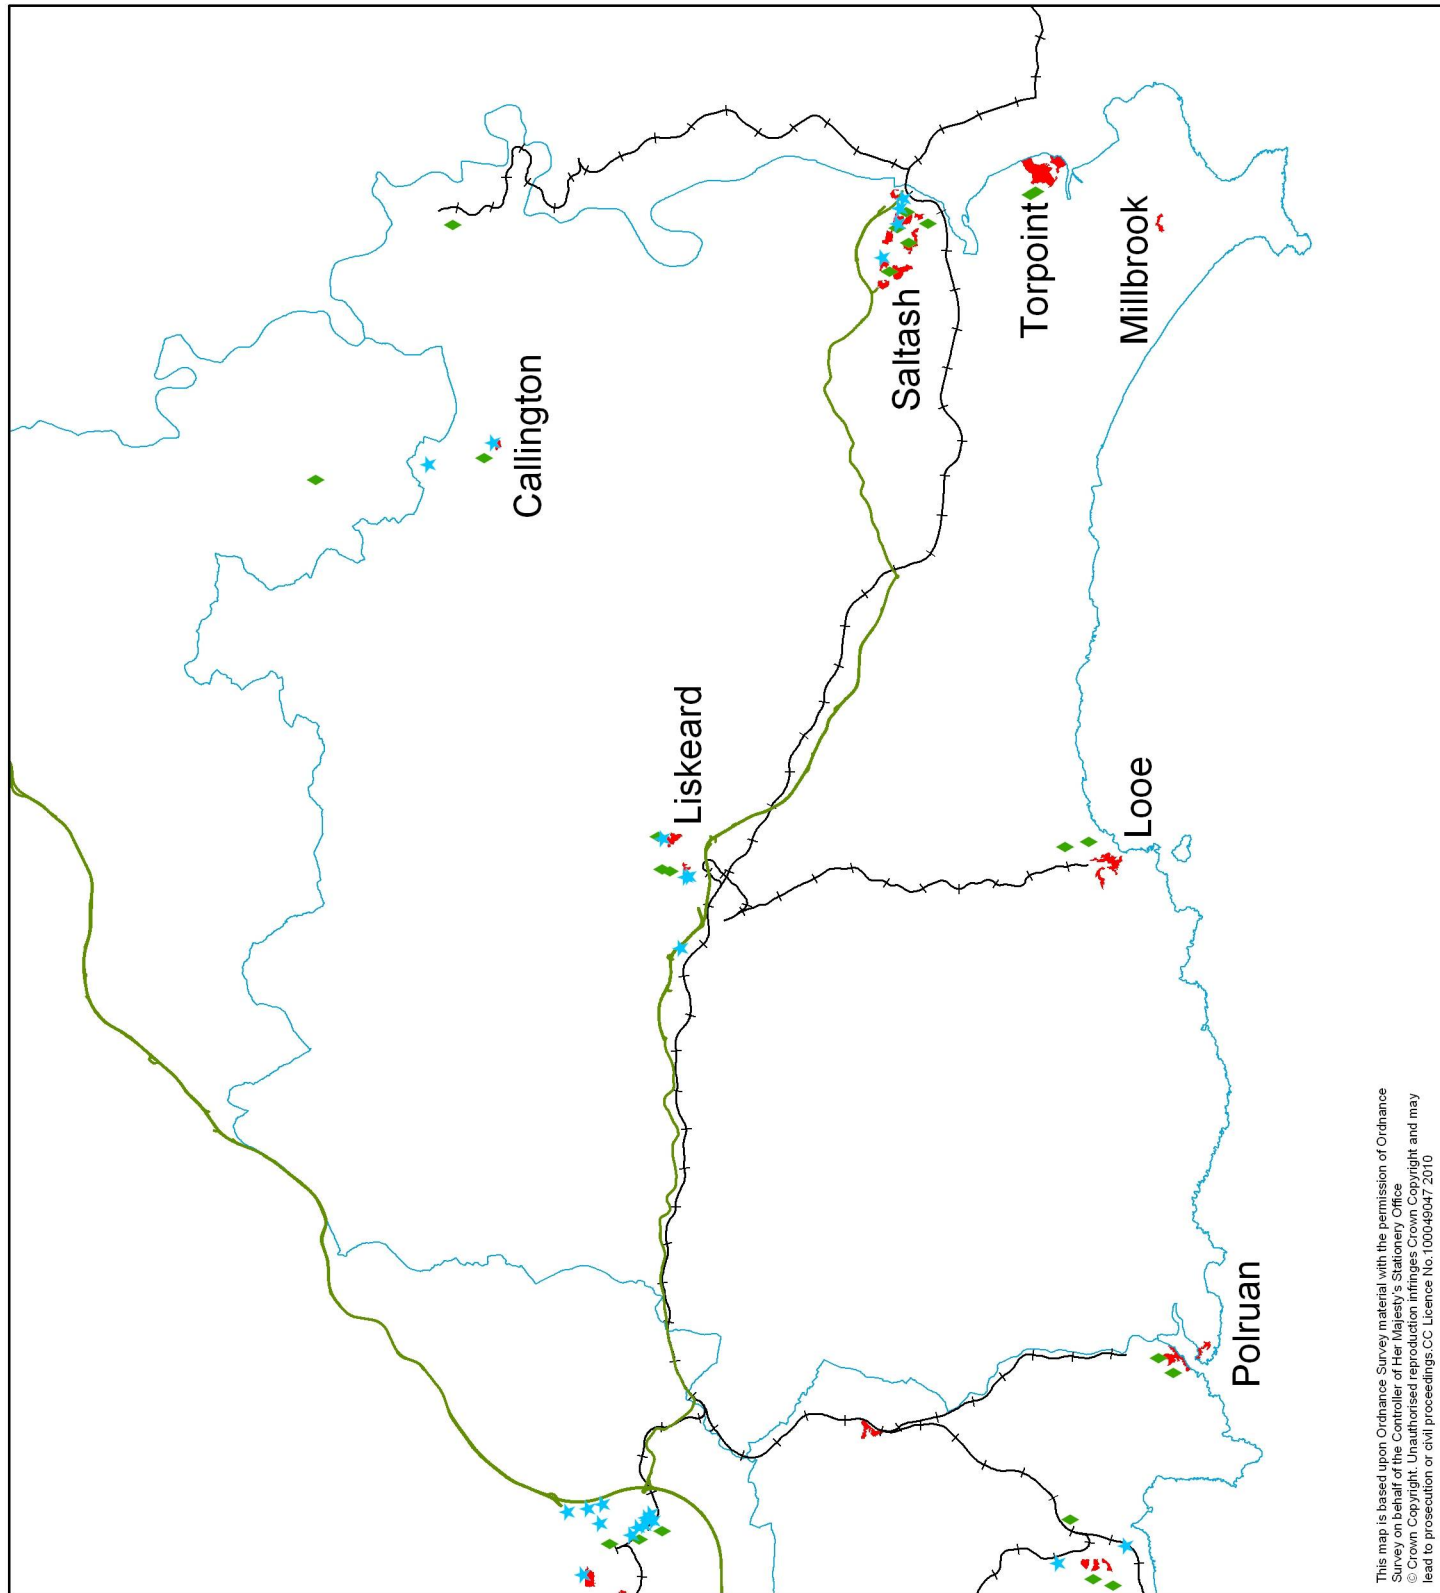 Callington
Saltash
Torpoint
Millbrook
Liskeard
Looe
Polruan
This map is based upon Ordnance Survey material with the permission of Ordnance
Survey on behalf of the Controller of Her Majesty's Stationery Office
© Crown Copyright. Unauthorised reproduction infringes Crown Copyright and may
lead to prosecution or civil proceedings.CC Licence No.100049047 2010